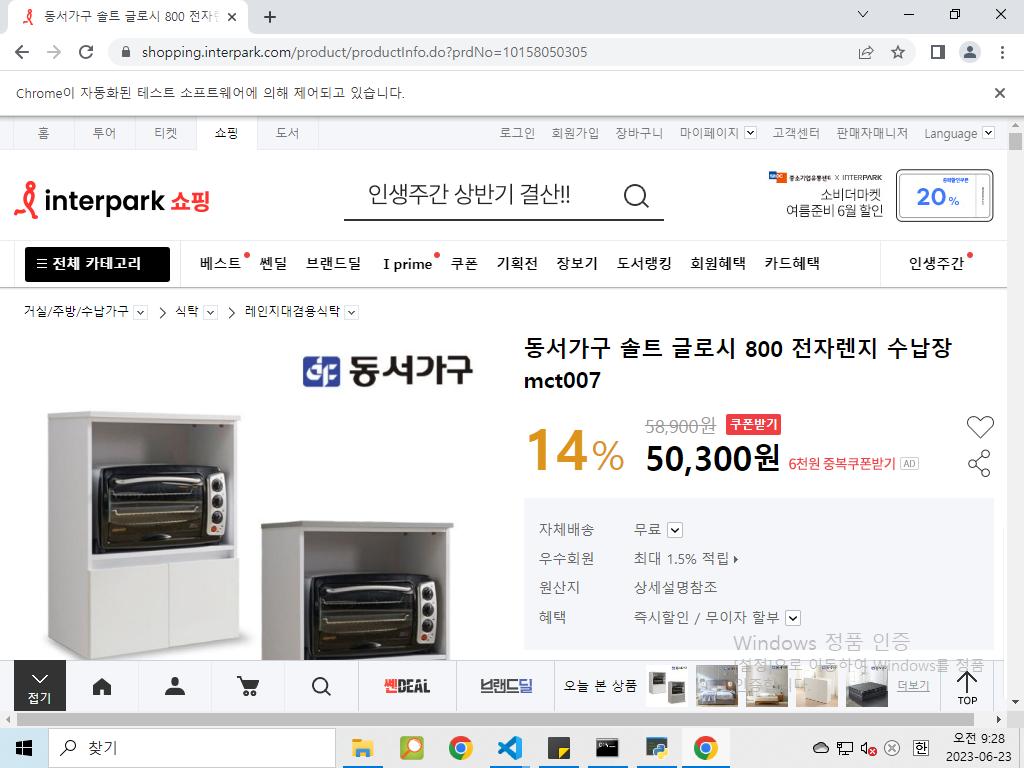 동서가구 솔트 글로시 800 전자렌
shopping.interpark.com/product/productInfo.do?prdNo=10158050305
Chrome이 자동화된 테스트 소프트웨어에 의해 제어되고 있습니다.
홈 투어 티켓 쇼핑 도서 로그인 회원가입 장바구니 마이페이지 고객센터 판매자매니저 Language
interpark 쇼핑
인생주간 상반기 결산!!
중소기업유통센터 X INTERPARK
소비더마켓
여름준비 6월 할인
20%
전체 카테고리 베스트 쎈딜 브랜드딜 I prime 쿠폰 기획전 장보기 도서랭킹 회원혜택 카드혜택 인생주간
거실/주방/수납가구 식탁 레인지대겸용식탁
동서가구
동서가구 솔트 글로시 800 전자렌지 수납장
mct007
14% 58,900원 쿠폰받기
50,300원 6천원 중복쿠폰받기 AD
자체배송 무료
우수회원 최대 1.5% 적립
원산지 상세설명참조
혜택 즉시할인 / 무이자 할부
Windows 정품 인증
[설정]으로 이동하여 Windows를 정품
접기 쎈DEAL 브랜드딜 오늘 본 상품 더보기 TOP
찾기
한
오전 9:28
2023-06-23